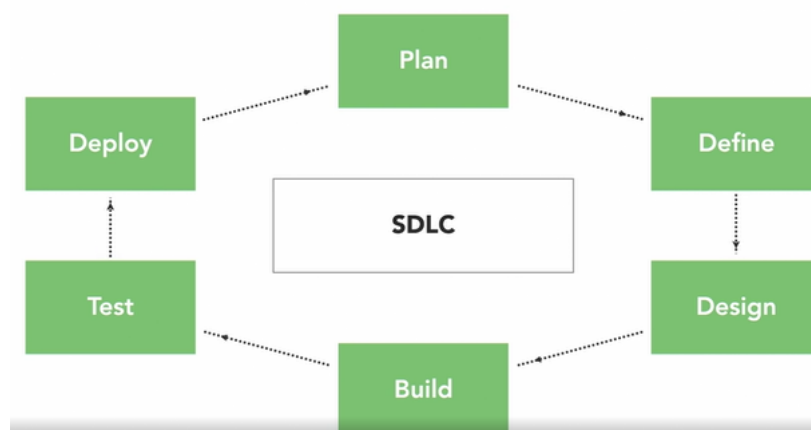 Plan
Deploy
Define
SDLC
Test
Design
Build